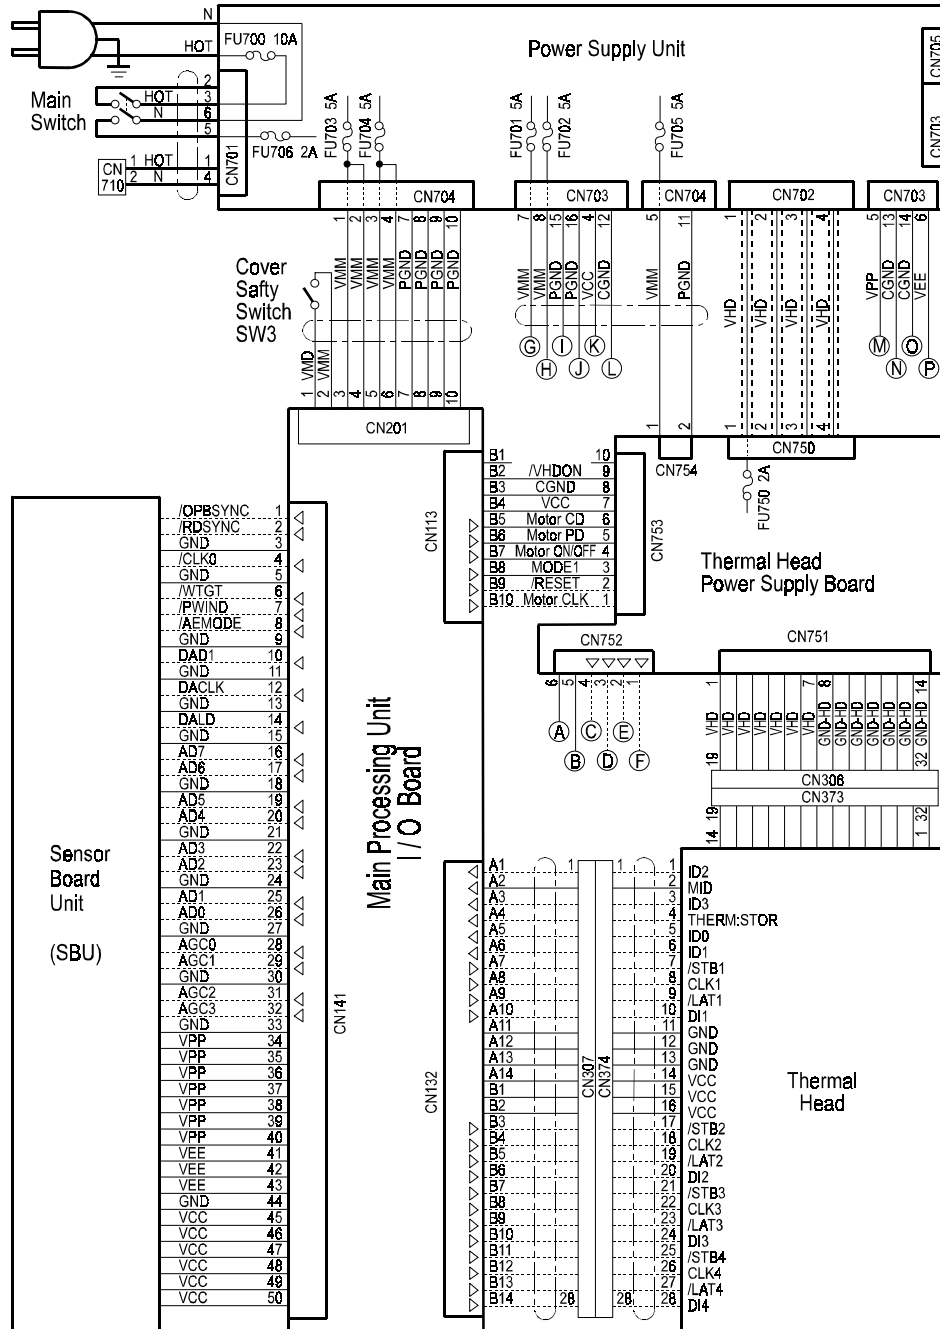 N
HOT
FU700 10A
Power Supply Unit
CN705
Main
Switch
HOT
N
2
3
6
5
CN701
FU706 2A
FU703 5A
FU704 5A
FU701 5A
FU702 5A
FU705 5A
CN703
CN
710
1 HOT 1
2 N 4
CN704
CN703
CN704
CN702
CN703
1 2 3 4 7 8 9 10
7 8 15 16 4 12
5 11
1 2 3 4
5 13 14 6
VMM VMM VMM VMM PGND PGND PGND PGND
VMM VMM PGND PGND VCC CGND
VMM PGND
VHD VHD VHD VHD
VPP CGND CGND VEE
Cover
Safty
Switch
SW3
G H I J K L
M N O P
VMD VMM
1 2 3 4 5 6 7 8 9 10
1 2
1 2 3 4
CN201
CN754
CN750
FU750 2A
CN113
B1 10
B2 /VHDON 9
B3 CGND 8
B4 VCC 7
B5 Motor CD 6
B6 Motor PD 5
B7 Motor ON/OFF 4
B8 MODE1 3
B9 /RESET 2
B10 Motor CLK 1
CN753
Thermal Head
Power Supply Board
CN752
6 5 4 3 2 1
A B C D E F
CN751
1 7 8 14
VHD VHD VHD VHD VHD VHD VHD GND-HD GND-HD GND-HD GND-HD GND-HD GND-HD GND-HD
19 32
CN306
CN373
14 19 1 32
Sensor
Board
Unit
(SBU)
/OPBSYNC 1
/RDSYNC 2
GND 3
/CLK0 4
GND 5
/WTGT 6
/PWIND 7
/AEMODE 8
GND 9
DAD1 10
GND 11
DACLK 12
GND 13
DALD 14
GND 15
AD7 16
AD6 17
GND 18
AD5 19
AD4 20
GND 21
AD3 22
AD2 23
GND 24
AD1 25
AD0 26
GND 27
AGC0 28
AGC1 29
GND 30
AGC2 31
AGC3 32
GND 33
VPP 34
VPP 35
VPP 36
VPP 37
VPP 38
VPP 39
VPP 40
VEE 41
VEE 42
VEE 43
GND 44
VCC 45
VCC 46
VCC 47
VCC 48
VCC 49
VCC 50
CN141
Main Processing Unit
I / O Board
CN132
A1 1 1 1 ID2
A2 2 MID
A3 3 ID3
A4 4 THERM:STOR
A5 5 ID0
A6 6 ID1
A7 7 /STB1
A8 8 CLK1
A9 9 /LAT1
A10 10 DI1
A11 11 GND
A12 12 GND
A13 13 GND
A14 14 VCC
B1 15 VCC
B2 16 VCC
B3 17 /STB2
B4 18 CLK2
B5 19 /LAT2
B6 20 DI2
B7 21 /STB3
B8 22 CLK3
B9 23 /LAT3
B10 24 DI3
B11 25 /STB4
B12 26 CLK4
B13 27 /LAT4
B14 28 28 28 DI4
CN307
CN374
Thermal
Head